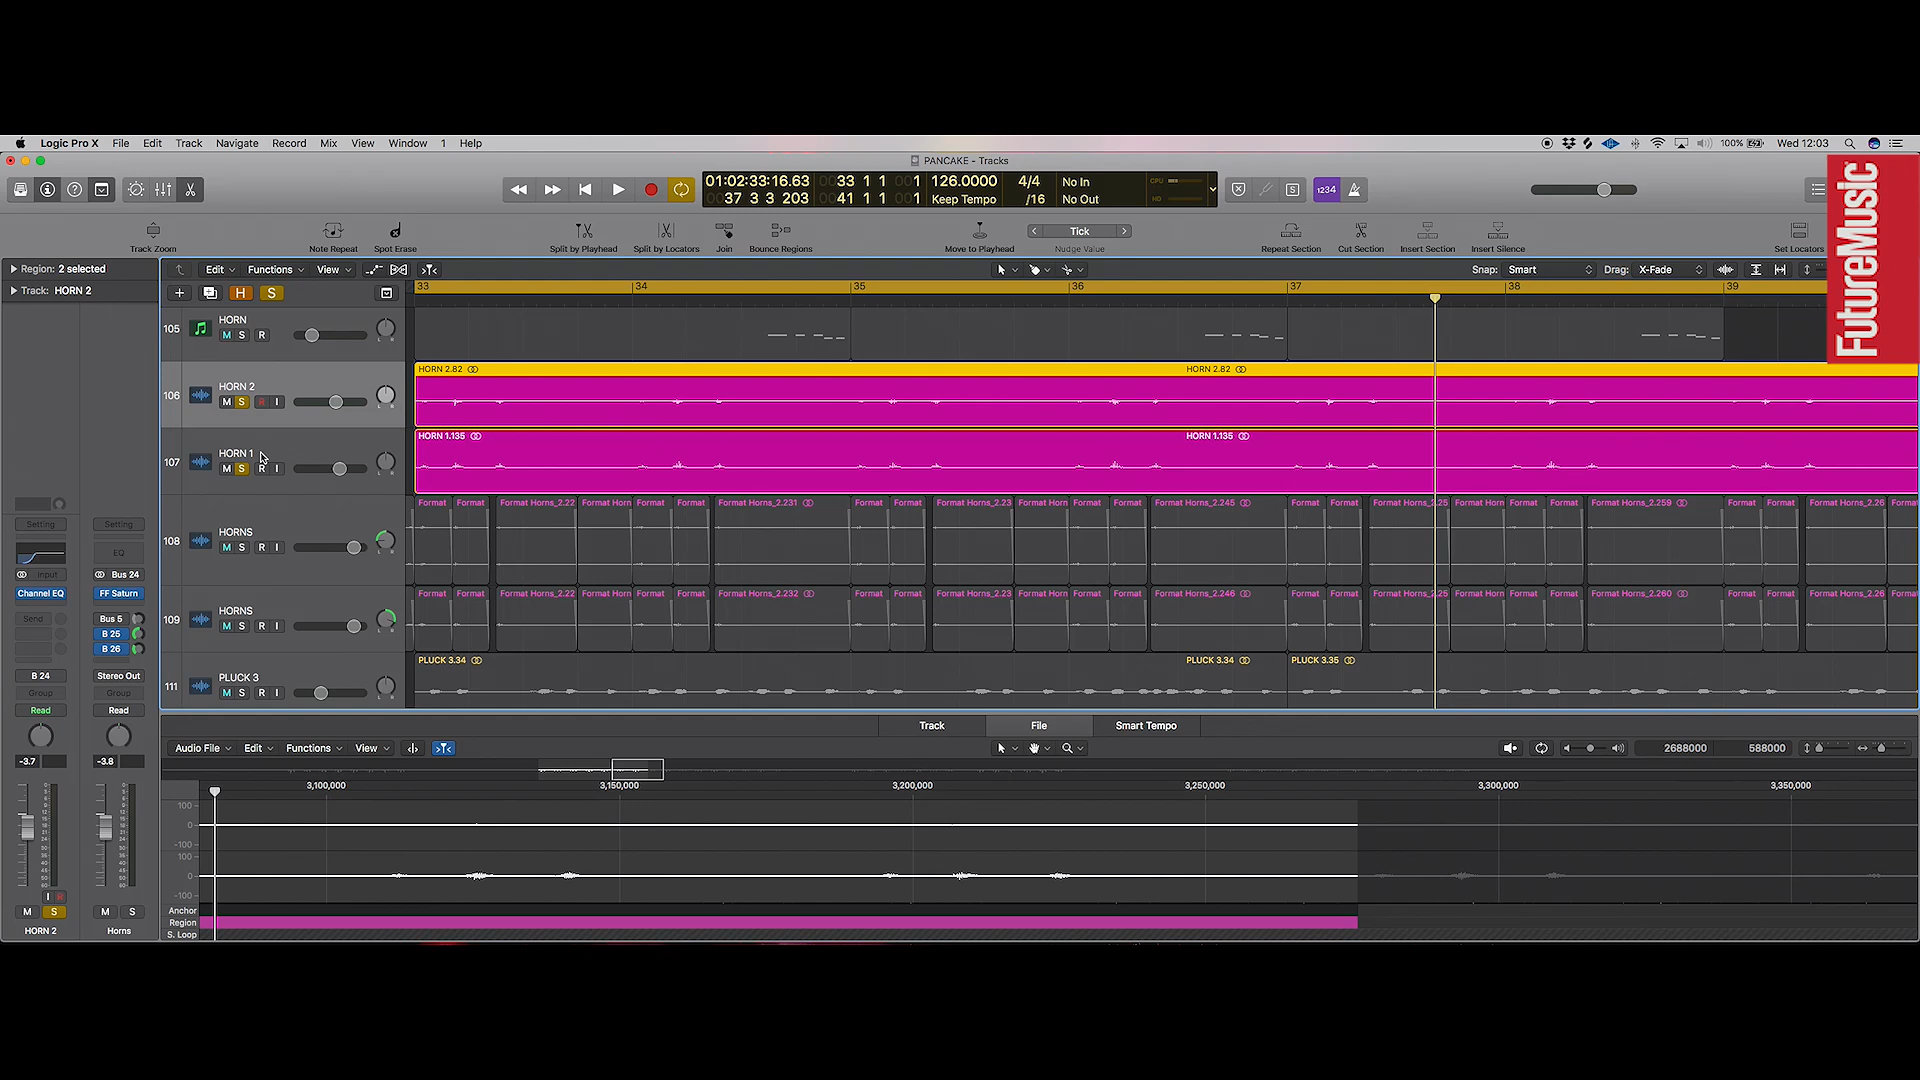 Logic Pro X File Edit Track Navigate Record Mix View Window 1 Help 100% Wed 12:03
PANCAKE - Tracks
FutureMusic
01:02:33:16.63 33 1 1 1 126.0000 4/4 No In CPU
37 3 3 203 41 1 1 1 Keep Tempo /16 No Out HD
S 1234
Tick
Track Zoom Note Repeat Spot Erase Split by Playhead Split by Locators Join Bounce Regions Move to Playhead Nudge Value Repeat Section Cut Section Insert Section Insert Silence Set Locators
Region: 2 selected Edit Functions View Snap: Smart Drag: X-Fade
Track: HORN 2 H S 33 34 35 36 37 38 39
105 HORN
M S R
HORN 2.82 HORN 2.82
106 HORN 2
M S R I
HORN 1.135 HORN 1.135
107 HORN 1
M S R I
Format Format Format Horns_2.22 Format Horn Format Format Format Horns_2.231 Format Format Format Horns_2.23 Format Horn Format Format Format Horns_2.245 Format Format Format Horns_2.25 Format Horn Format Format Format Horns_2.259 Format Format Format Horns_2.26 Format
108 HORNS
M S R I
Format Format Format Horns_2.22 Format Horn Format Format Format Horns_2.232 Format Format Format Horns_2.23 Format Horn Format Format Format Horns_2.246 Format Format Format Horns_2.25 Format Horn Format Format Format Horns_2.260 Format Format Format Horns_2.26 Format
109 HORNS
M S R I
PLUCK 3.34 PLUCK 3.34 PLUCK 3.35
111 PLUCK 3
M S R I
Setting Setting
EQ
Input Bus 24
Channel EQ FF Saturn
Send Bus 5
B 25
B 26
B 24 Stereo Out
Group Group
Read Read
-3.7 -3.8
I R
M S M S
HORN 2 Horns
Track File Smart Tempo
Audio File Edit Functions View 2688000 588000
3,100,000 3,150,000 3,200,000 3,250,000 3,300,000 3,350,000
100
0
-100
100
0
-100
Anchor
Region
S. Loop